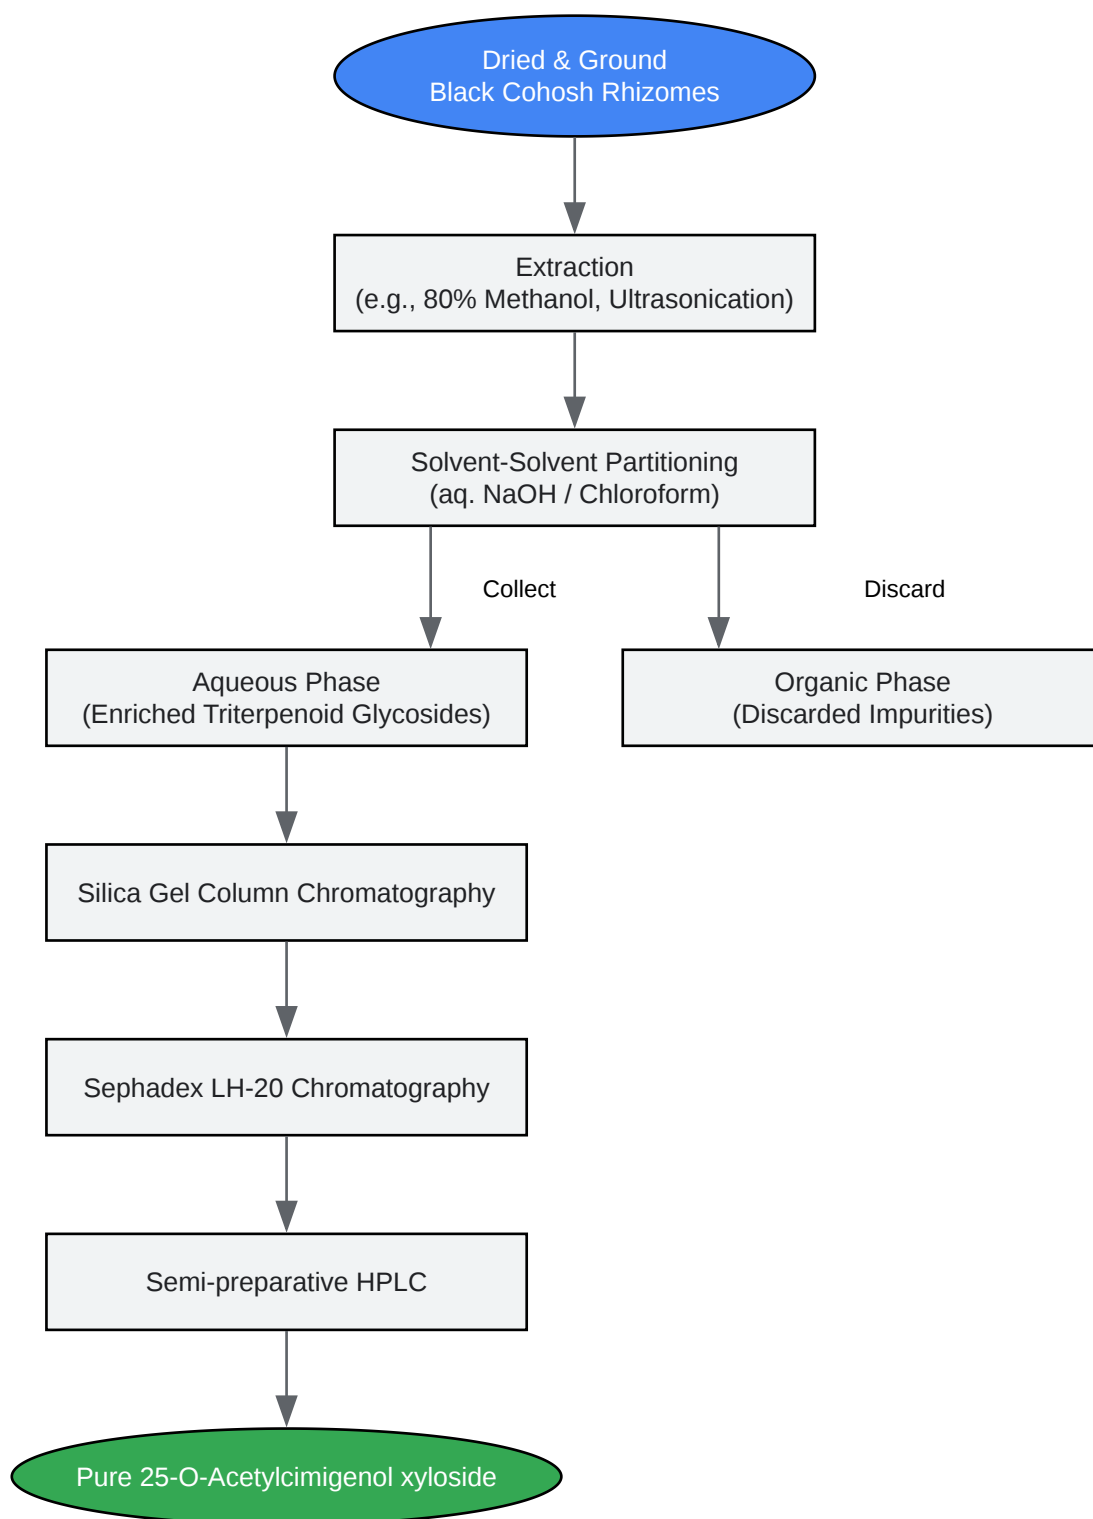 Dried & Ground
Black Cohosh Rhizomes
Extraction
(e.g., 80% Methanol, Ultrasonication)
Solvent-Solvent Partitioning
(aq. NaOH / Chloroform)
Collect
Discard
Aqueous Phase
(Enriched Triterpenoid Glycosides)
Organic Phase
(Discarded Impurities)
Silica Gel Column Chromatography
Sephadex LH-20 Chromatography
Semi-preparative HPLC
Pure 25-O-Acetylcimigenol xyloside